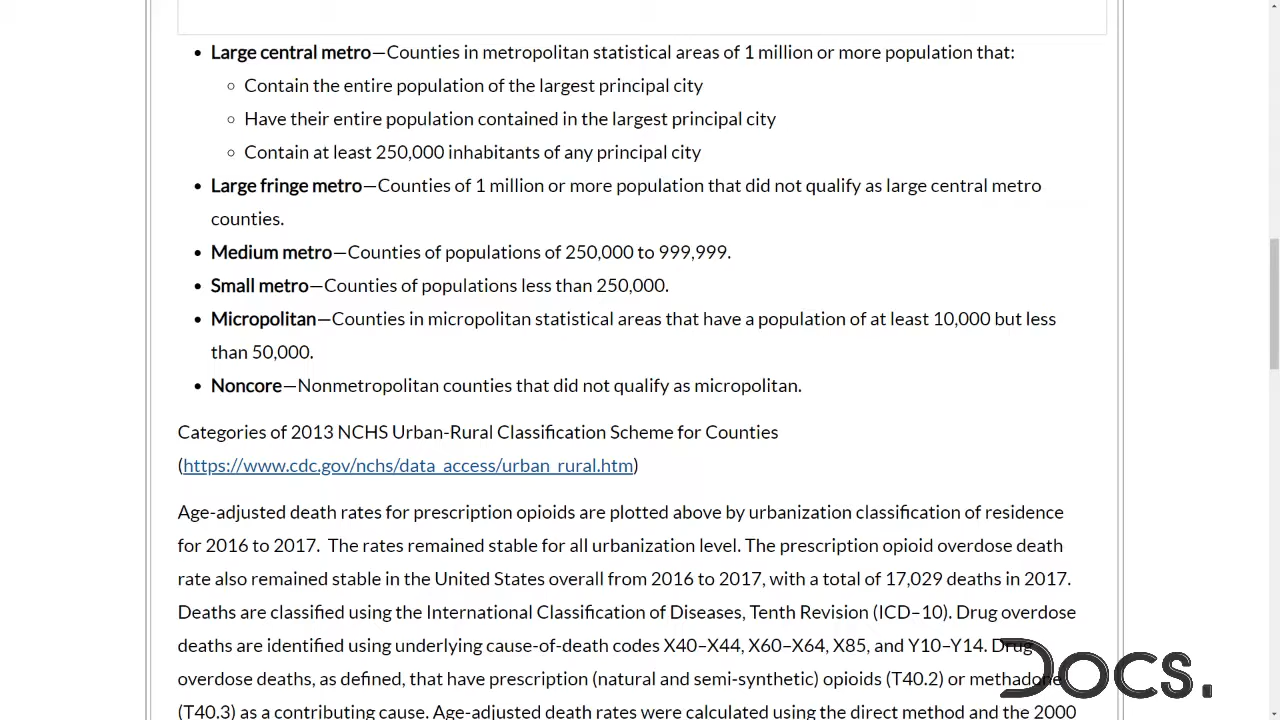 Large central metro—Counties in metropolitan statistical areas of 1 million or more population that:
Contain the entire population of the largest principal city
Have their entire population contained in the largest principal city
Contain at least 250,000 inhabitants of any principal city
Large fringe metro—Counties of 1 million or more population that did not qualify as large central metro
counties.
Medium metro—Counties of populations of 250,000 to 999,999.
Small metro—Counties of populations less than 250,000.
Micropolitan—Counties in micropolitan statistical areas that have a population of at least 10,000 but less
than 50,000.
Noncore—Nonmetropolitan counties that did not qualify as micropolitan.
Categories of 2013 NCHS Urban-Rural Classification Scheme for Counties
(https://www.cdc.gov/nchs/data_access/urban_rural.htm)
Age-adjusted death rates for prescription opioids are plotted above by urbanization classification of residence
for 2016 to 2017.  The rates remained stable for all urbanization level. The prescription opioid overdose death
rate also remained stable in the United States overall from 2016 to 2017, with a total of 17,029 deaths in 2017.
Deaths are classified using the International Classification of Diseases, Tenth Revision (ICD–10). Drug overdose
deaths are identified using underlying cause-of-death codes X40–X44, X60–X64, X85, and Y10–Y14. Drug
overdose deaths, as defined, that have prescription (natural and semi-synthetic) opioids (T40.2) or methadone
(T40.3) as a contributing cause. Age-adjusted death rates were calculated using the direct method and the 2000
DOCS.